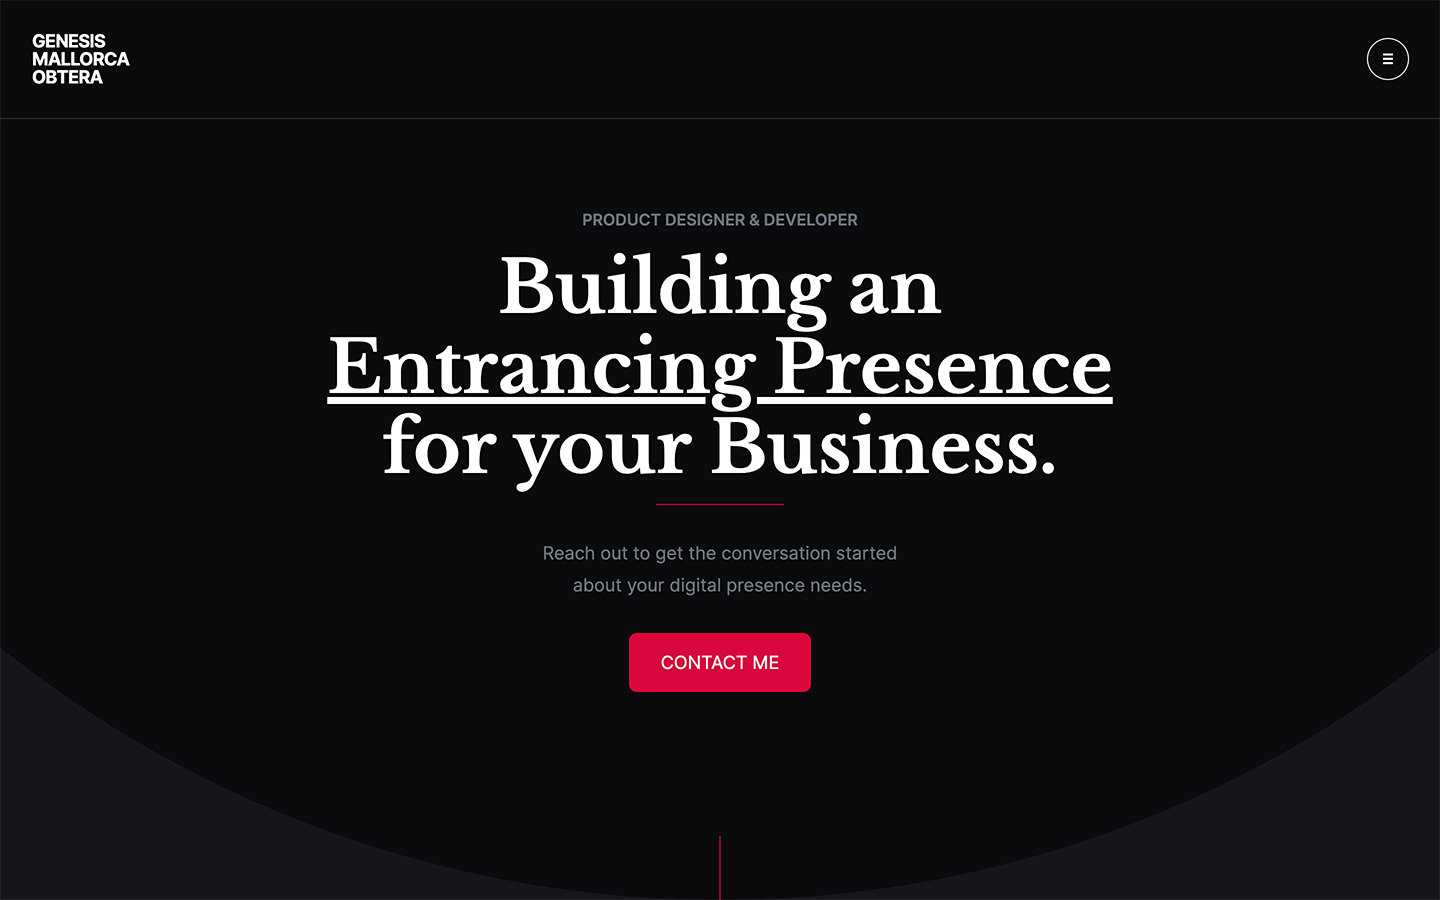 GENESIS
MALLORCA
OBTERA
PRODUCT DESIGNER & DEVELOPER
Building an
Entrancing Presence
for your Business.
Reach out to get the conversation started
about your digital presence needs.
CONTACT ME